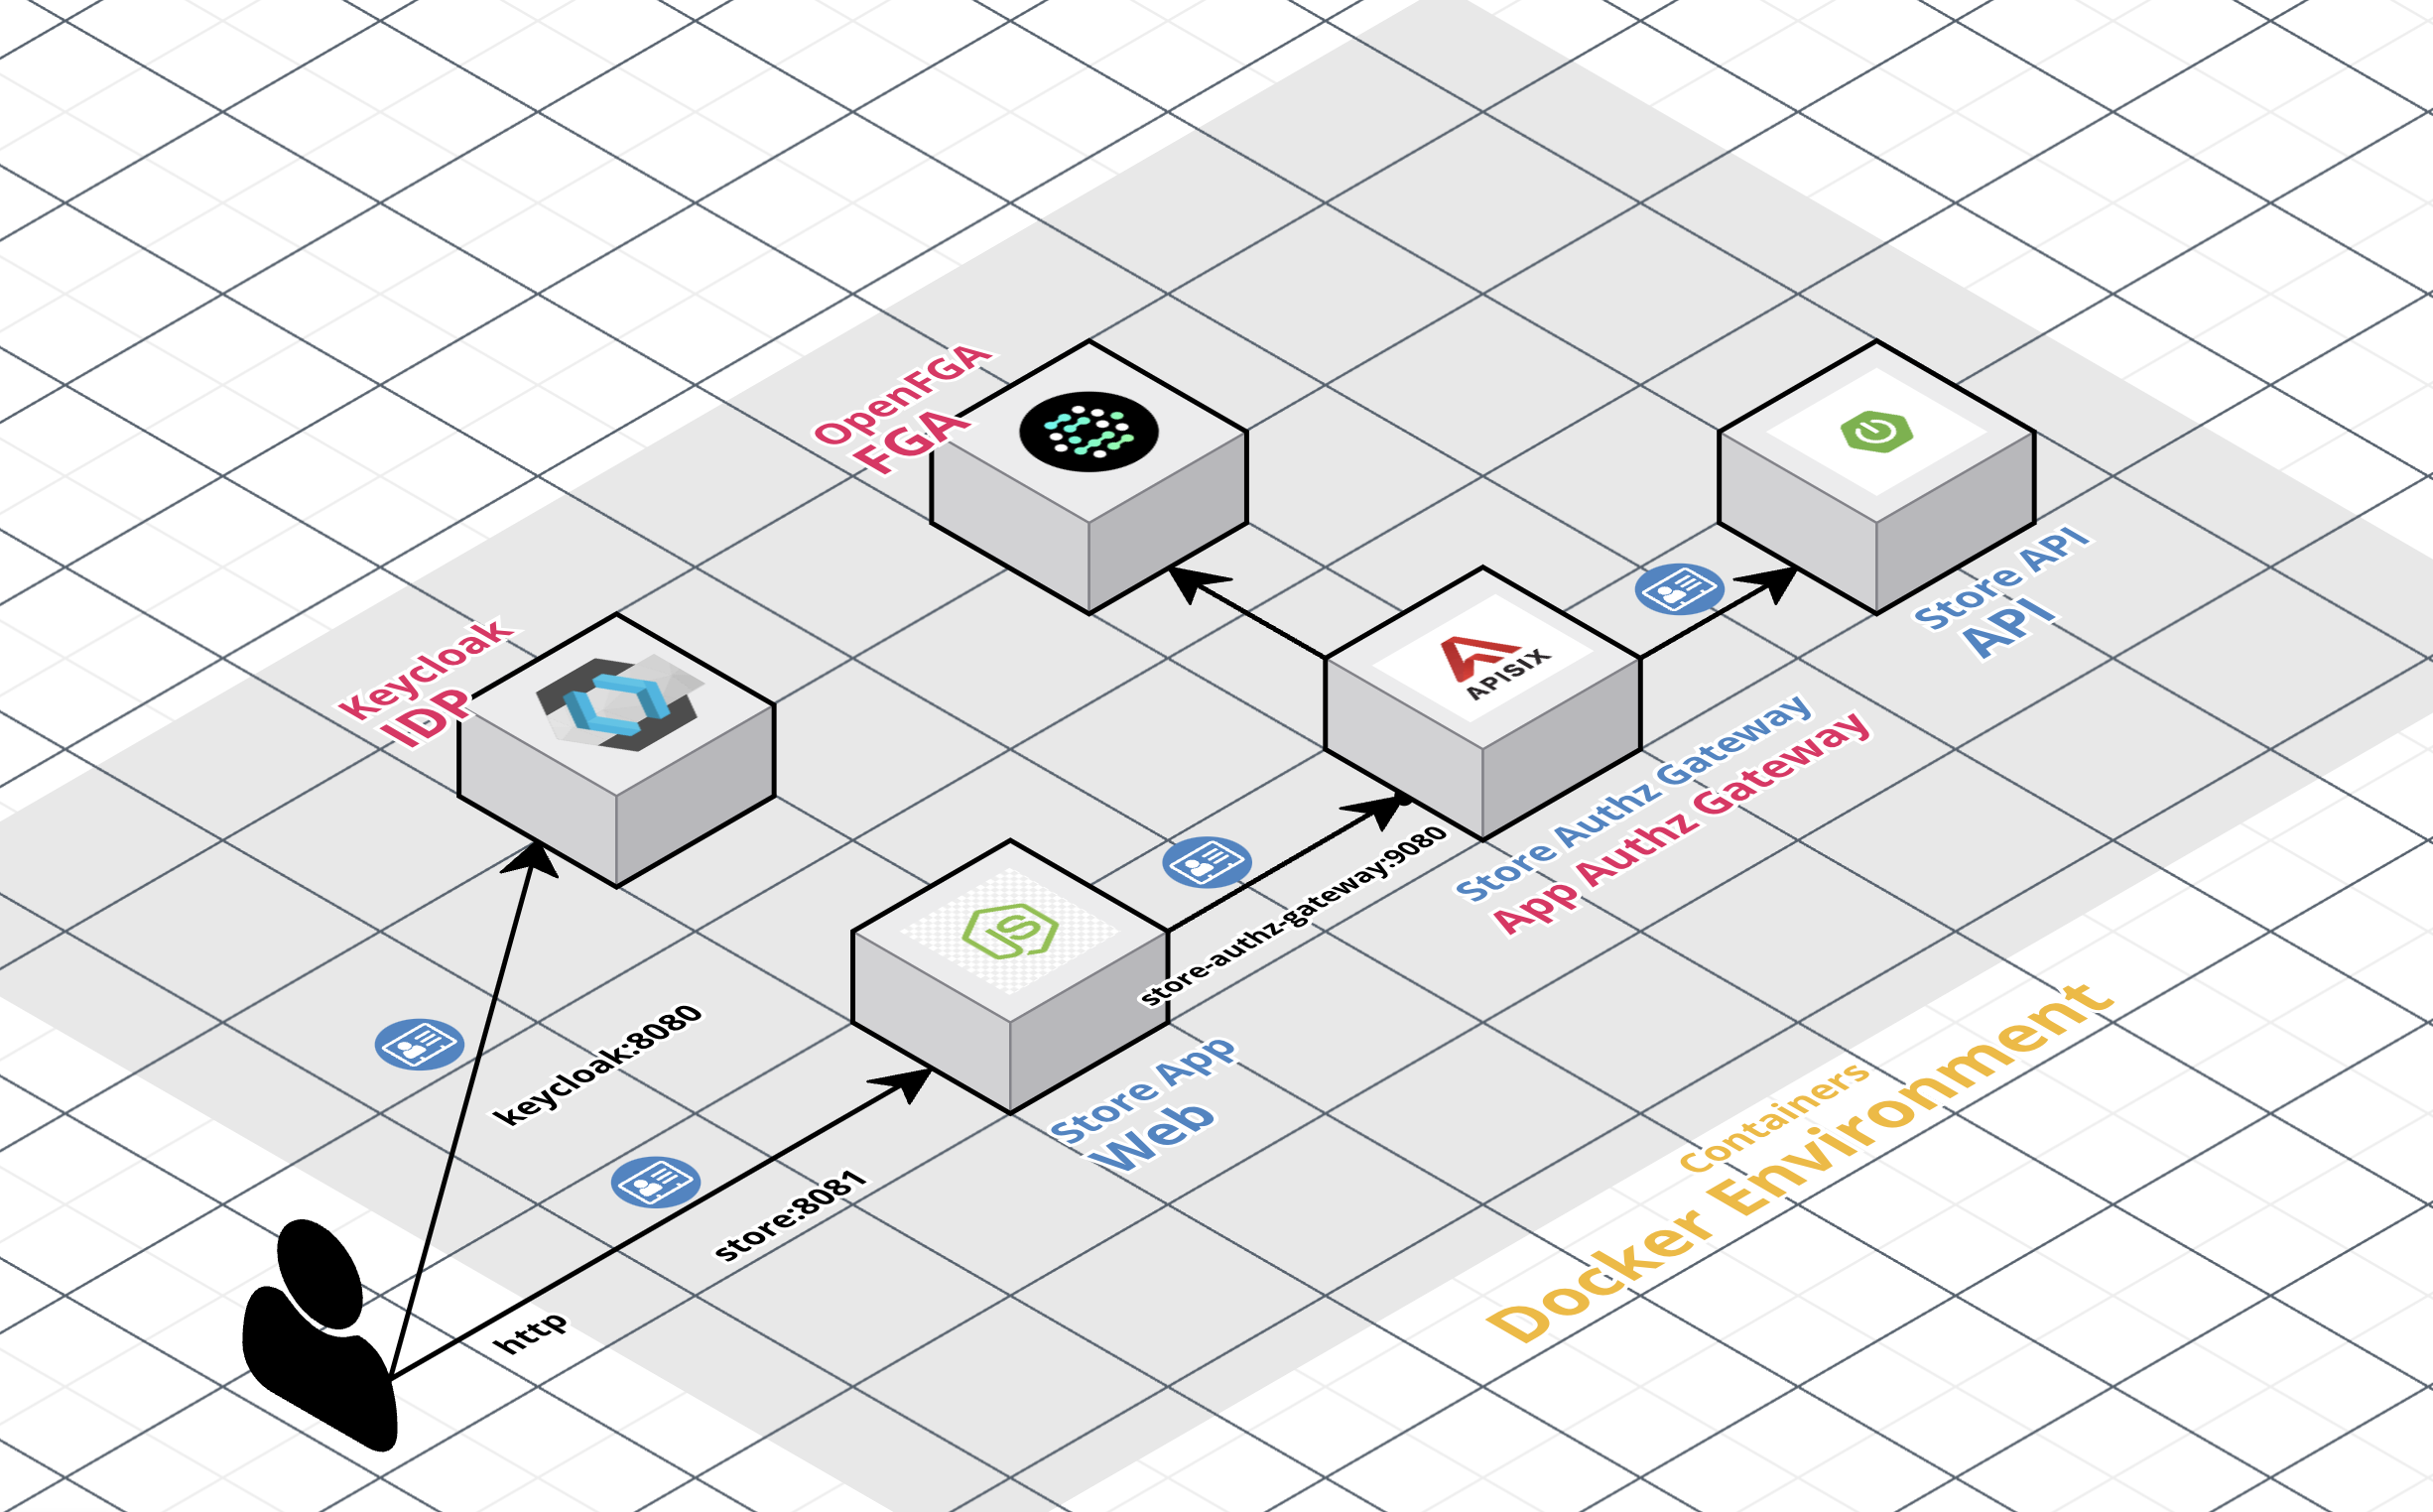 OpenFGA
FGA
Keycloak
IDP
APISIX
Store API
API
Store Authz Gateway
App Authz Gateway
store-authz-gateway:9080
JS
Store App
Web
keycloak:8080
store:8081
http
Containers
Docker Environment